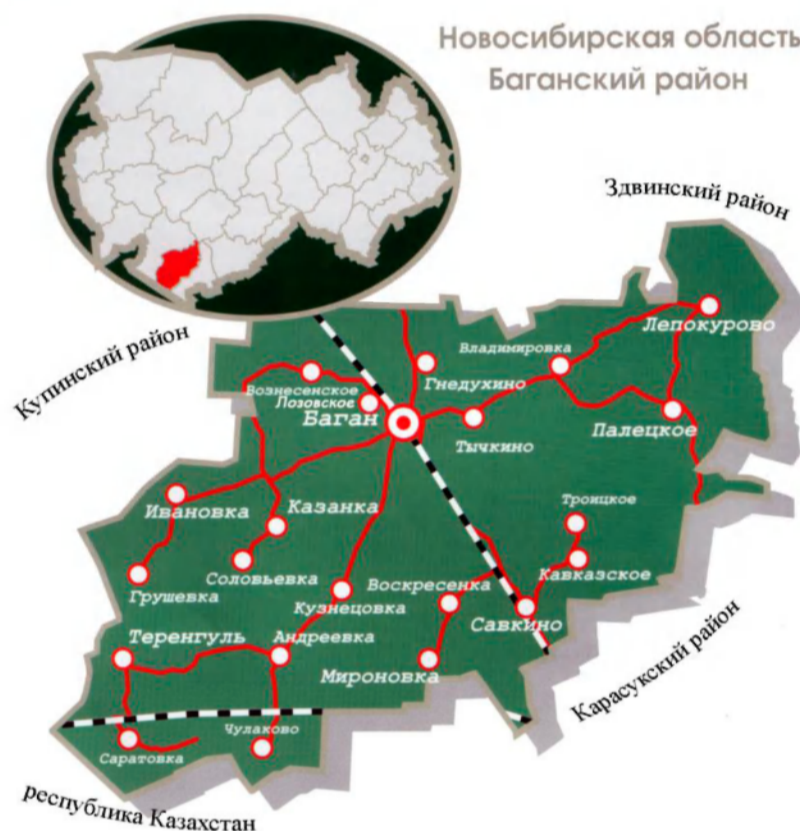 Новосибирская область
Баганский район
Здвинский район
Купинский район
Лепокурово
Владимировка
Гнедухино
Вознесенское
Лозовское
Баган
Тычкино
Палецкое
Ивановка
Казанка
Троицкое
Грушевка
Соловьевка
Воскресенка
Кавказское
Кузнецовка
Савкино
Теренгуль
Андреевка
Мироновка
Карасукский район
Чулаково
Саратовка
республика Казахстан